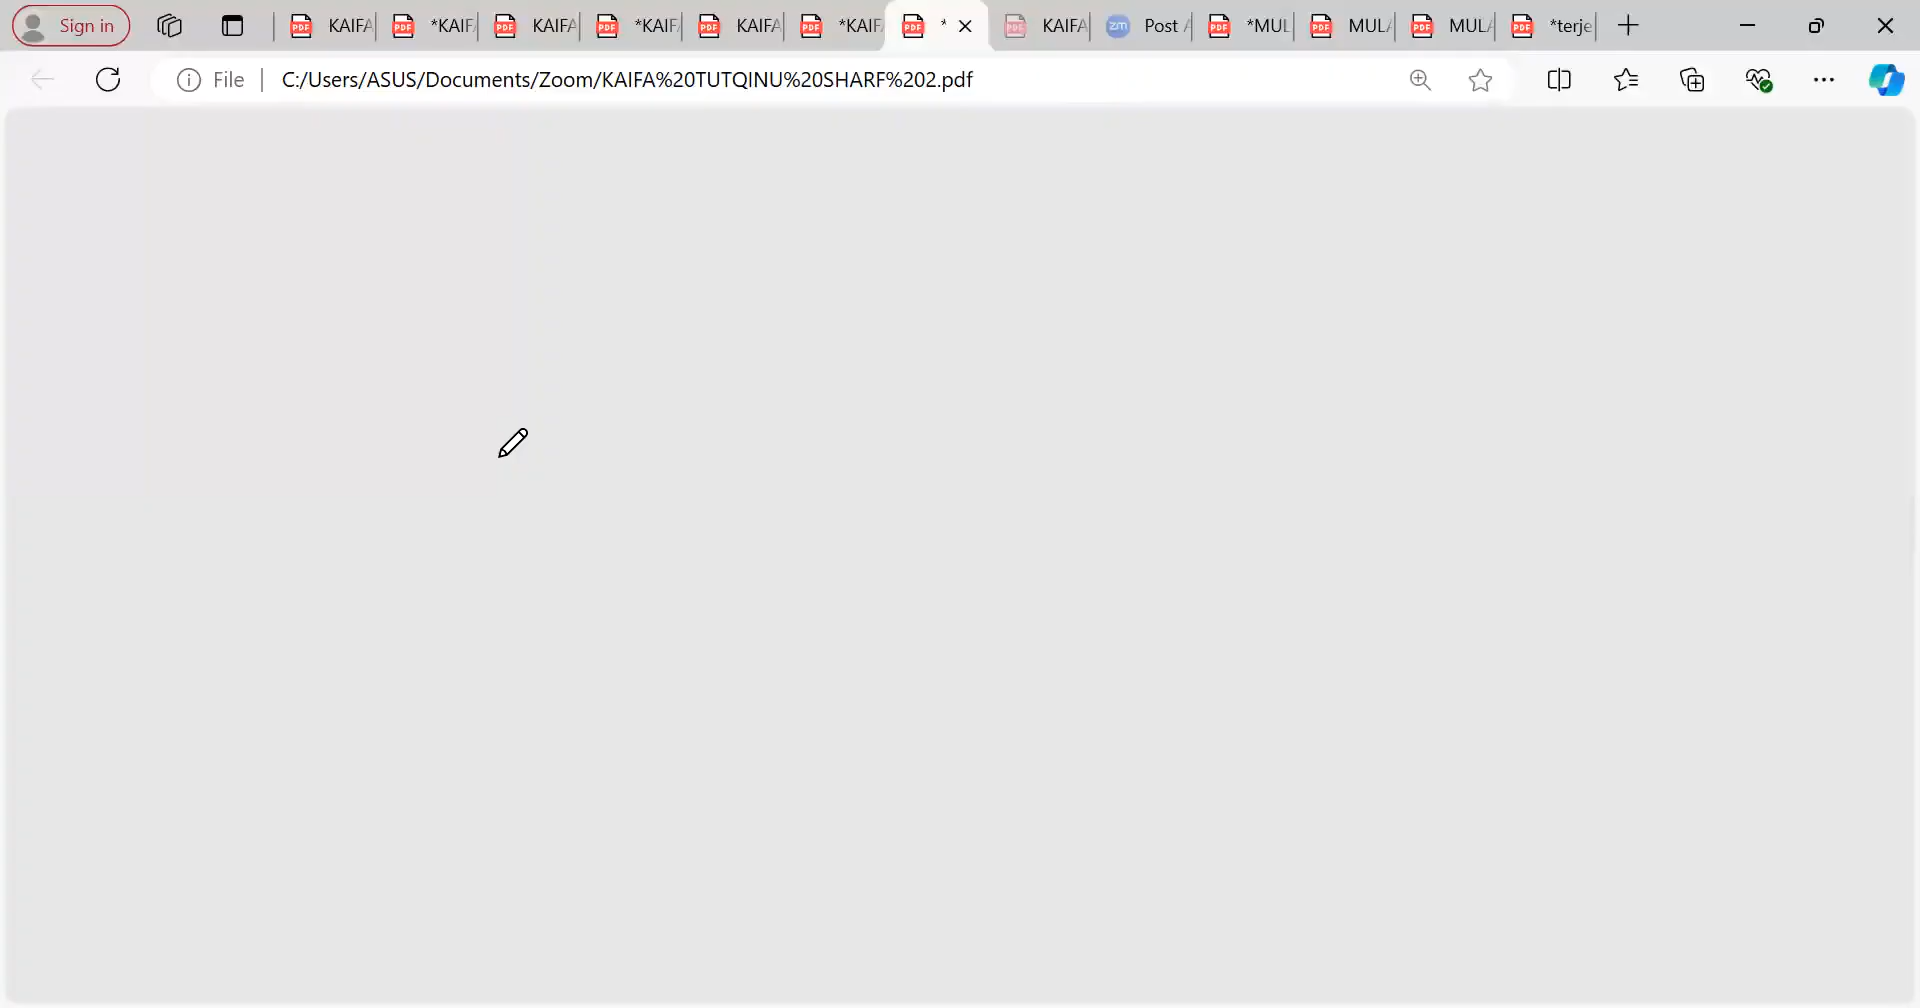 Sign in
KAIFA
*KAIF
KAIFA
*KAIF
KAIFA
*KAIF
*
KAIFA
zm
Post
*MUL
MUL
MUL
*terje
File
C:/Users/ASUS/Documents/Zoom/KAIFA%20TUTQINU%20SHARF%202.pdf